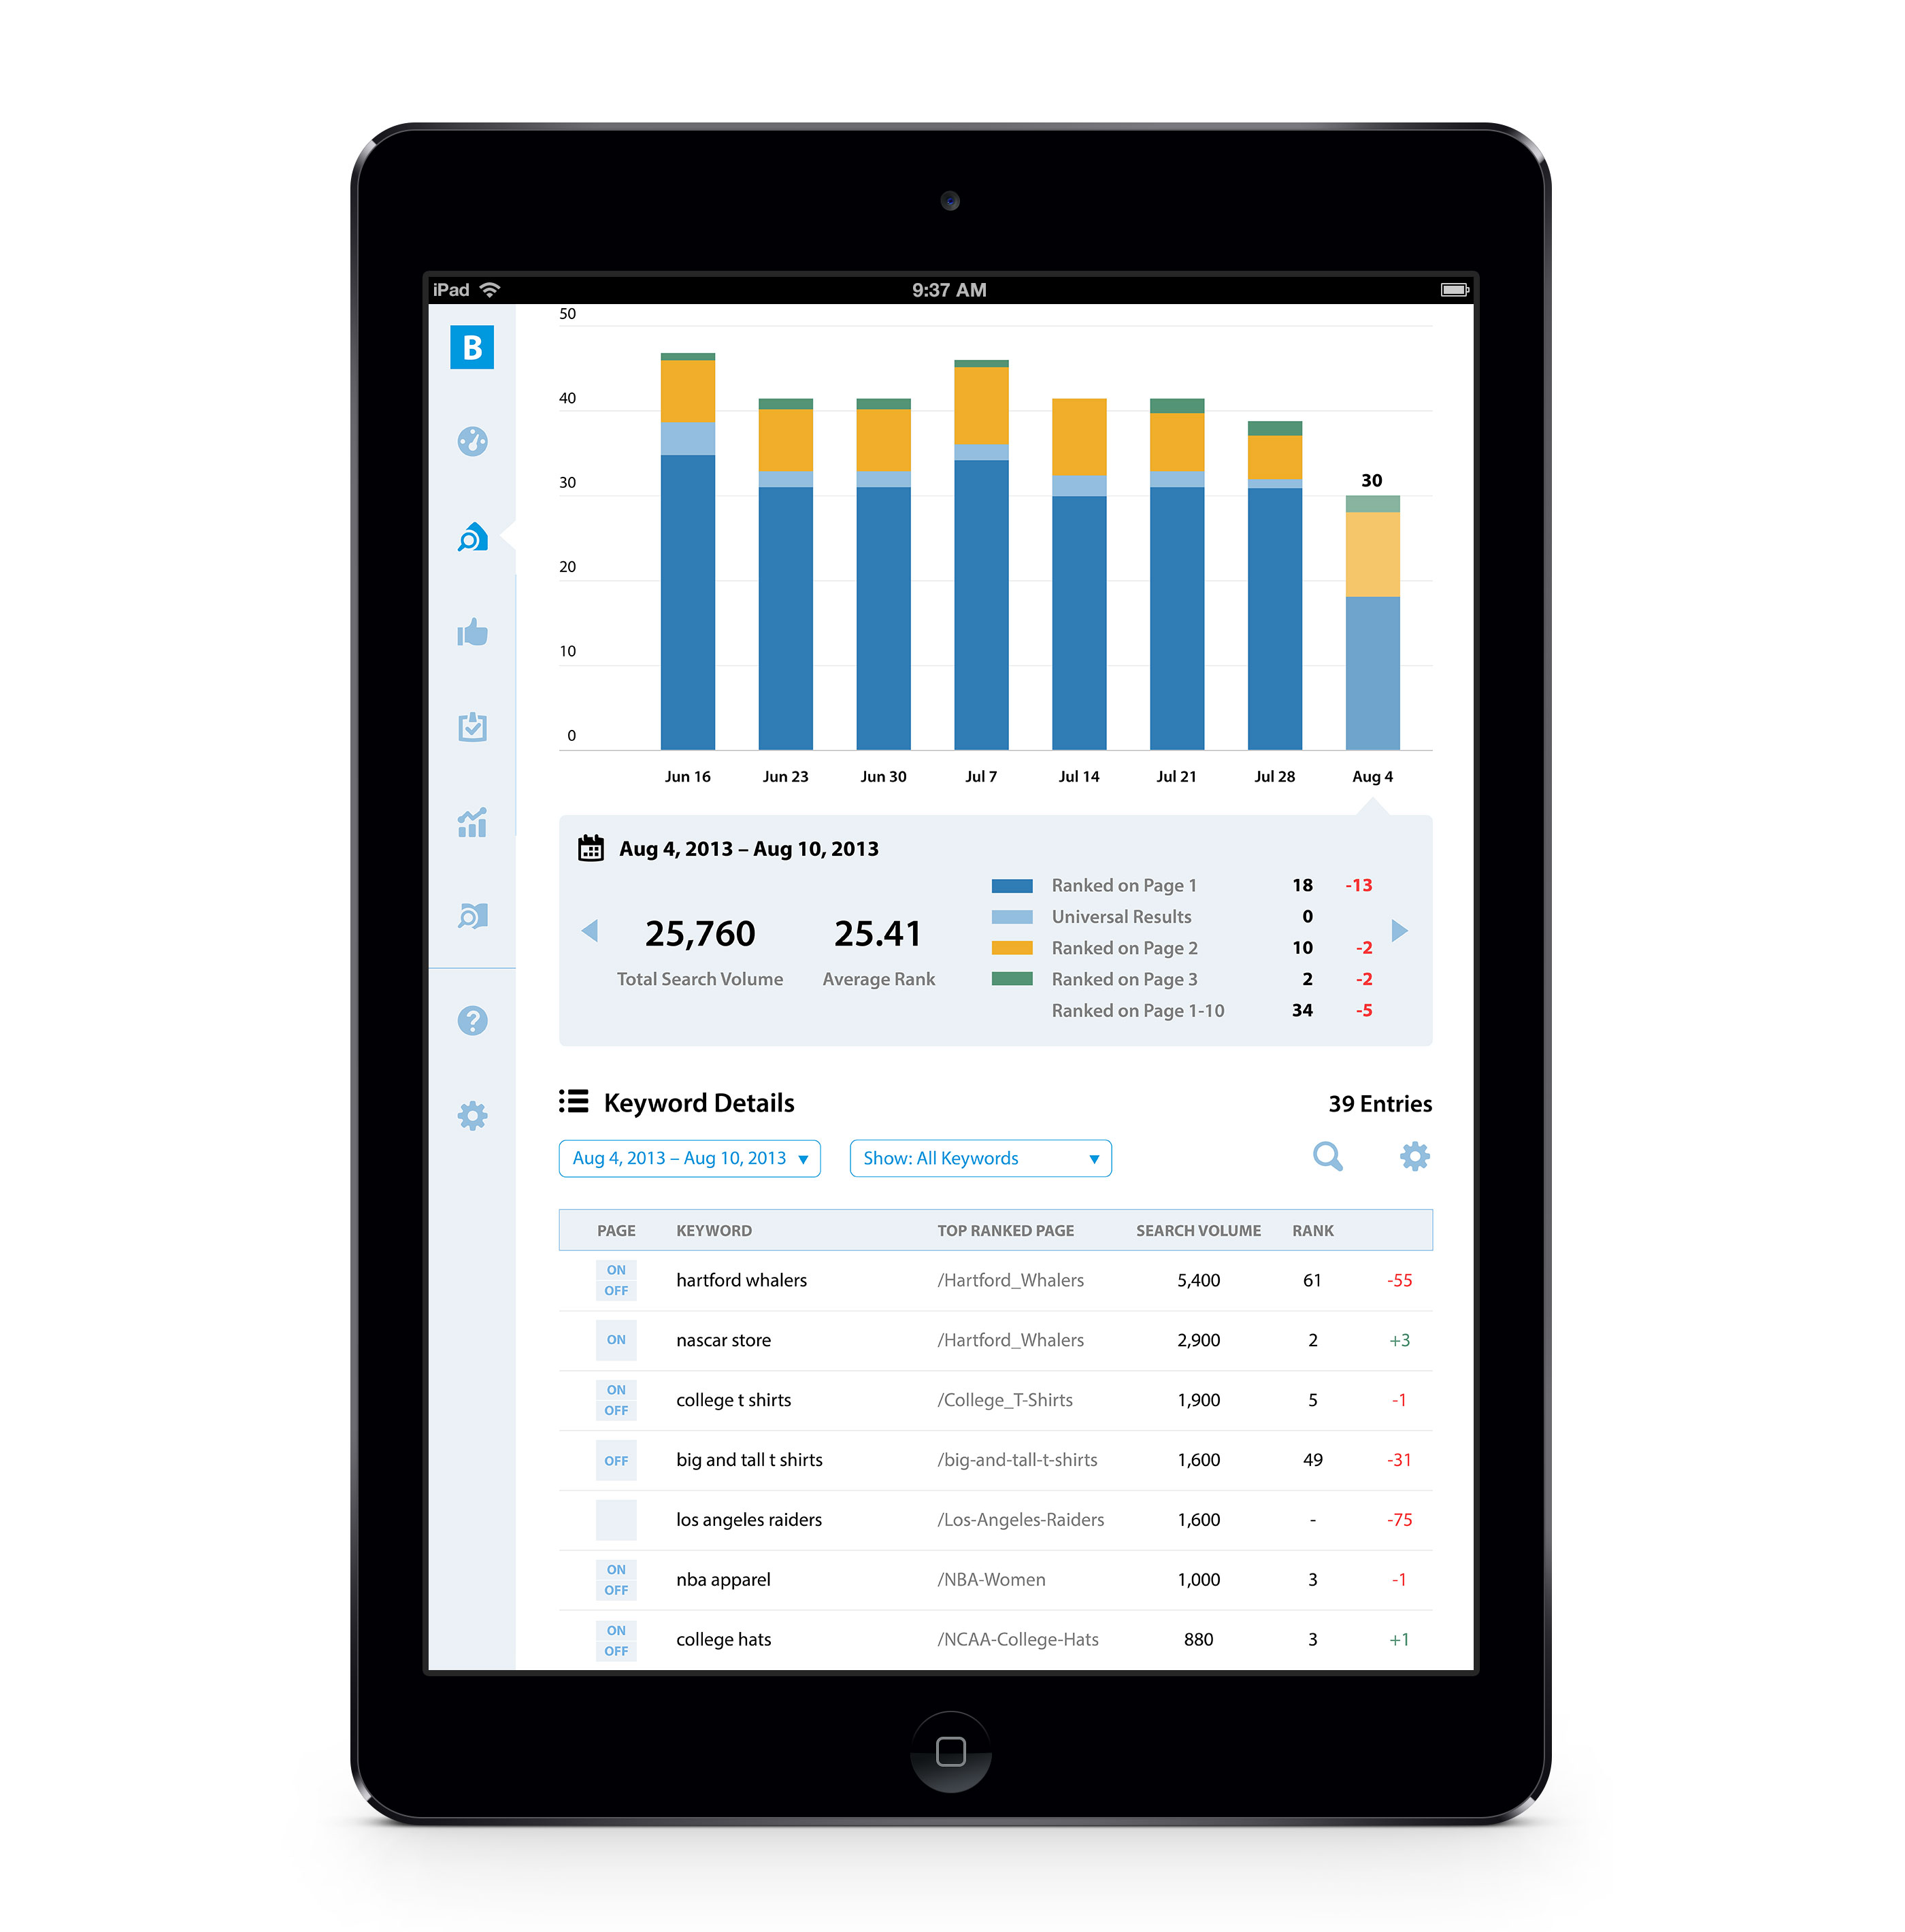 iPad 9:37 AM
B
50
40
30
20
10
0
30
Jun 16 Jun 23 Jun 30 Jul 7 Jul 14 Jul 21 Jul 28 Aug 4
Aug 4, 2013 – Aug 10, 2013
25,760
Total Search Volume
25.41
Average Rank
Ranked on Page 1 18 -13
Universal Results 0
Ranked on Page 2 10 -2
Ranked on Page 3 2 -2
Ranked on Page 1-10 34 -5
Keyword Details 39 Entries
Aug 4, 2013 – Aug 10, 2013 ▼ Show: All Keywords ▼
PAGE KEYWORD TOP RANKED PAGE SEARCH VOLUME RANK
ON OFF hartford whalers /Hartford_Whalers 5,400 61 -55
ON nascar store /Hartford_Whalers 2,900 2 +3
ON OFF college t shirts /College_T-Shirts 1,900 5 -1
OFF big and tall t shirts /big-and-tall-t-shirts 1,600 49 -31
los angeles raiders /Los-Angeles-Raiders 1,600 - -75
ON OFF nba apparel /NBA-Women 1,000 3 -1
ON OFF college hats /NCAA-College-Hats 880 3 +1
?